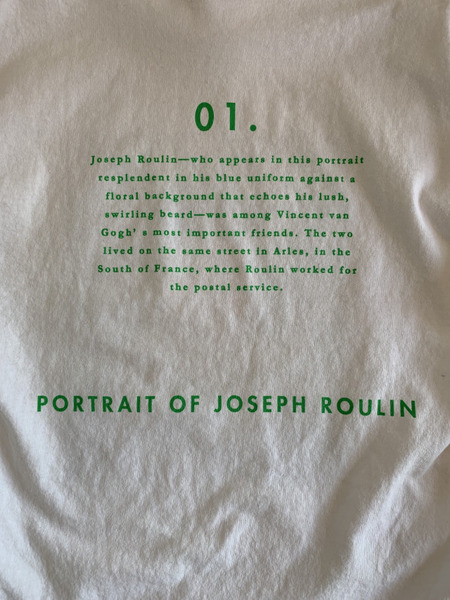 01.
Joseph Roulin—who appears in this portrait
resplendent in his blue uniform against a
floral background that echoes his lush,
swirling beard—was among Vincent van
Gogh' s most important friends. The two
lived on the same street in Arles, in the
South of France, where Roulin worked for
the postal service.
PORTRAIT OF JOSEPH ROULIN